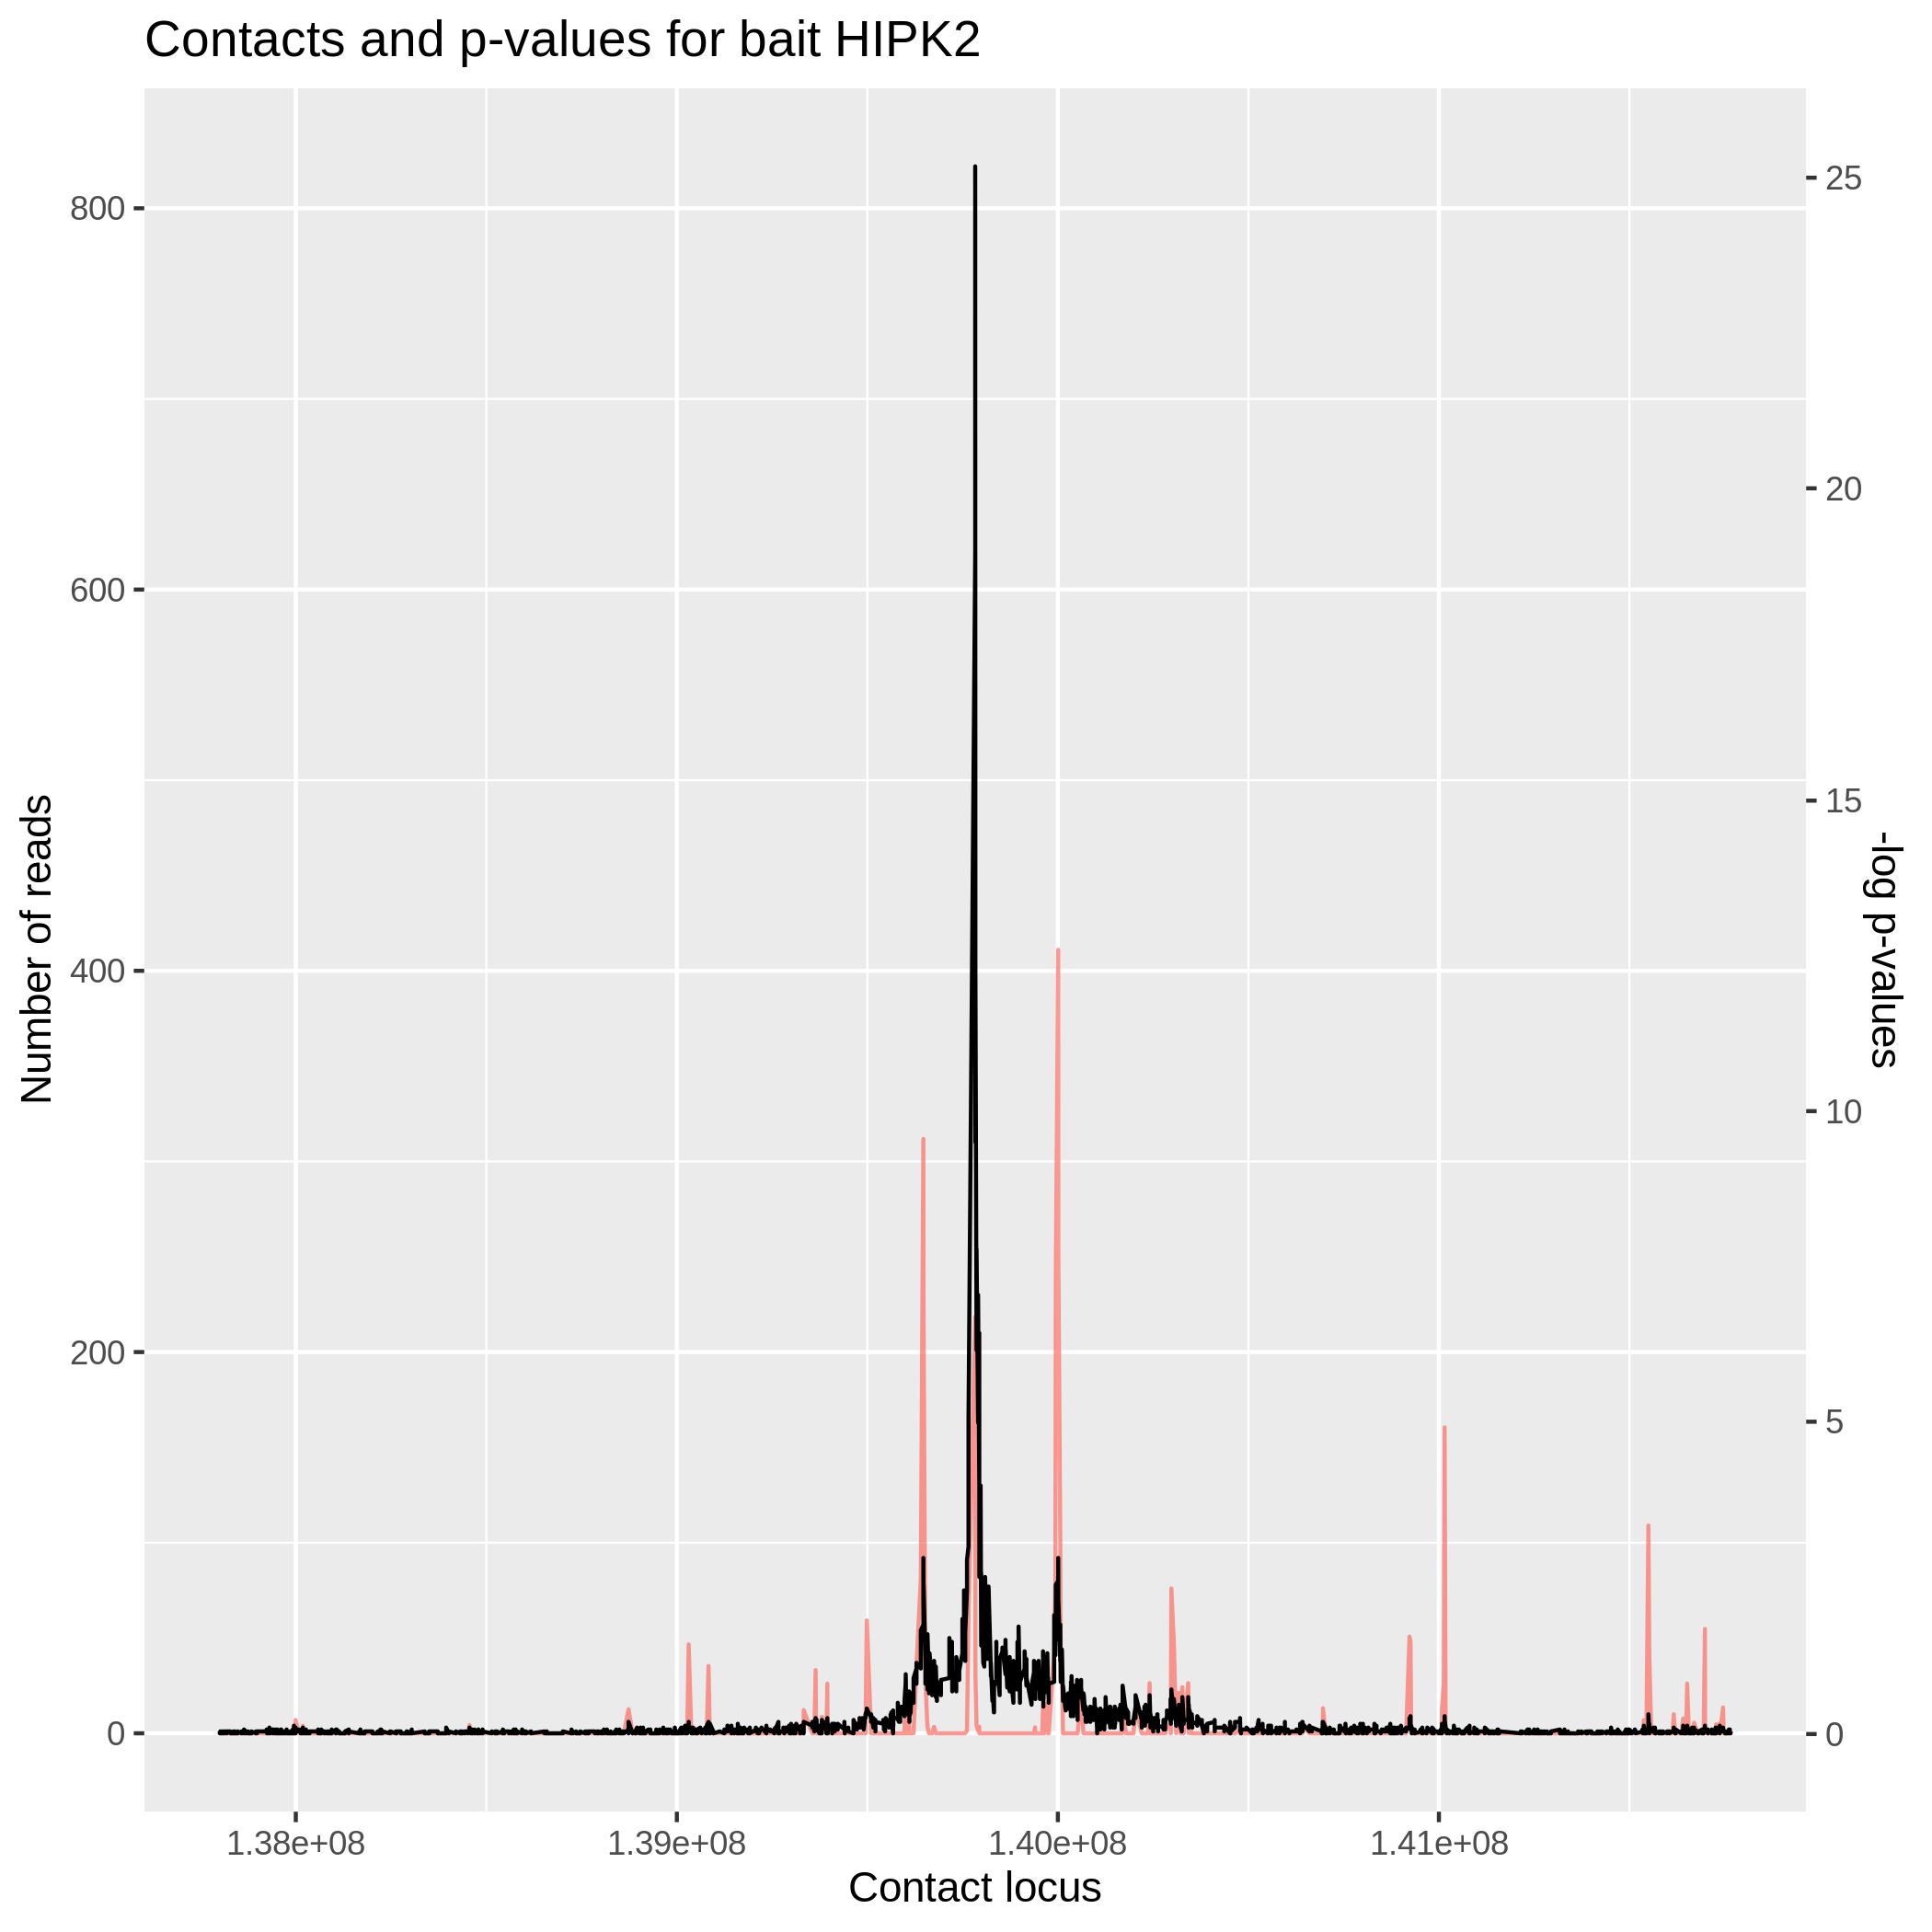 Contacts and p-values for bait HIPK2
800
600
400
200
0
Number of reads
25
20
15
10
5
0
-log p-values
1.38e+08
1.39e+08
1.40e+08
1.41e+08
Contact locus